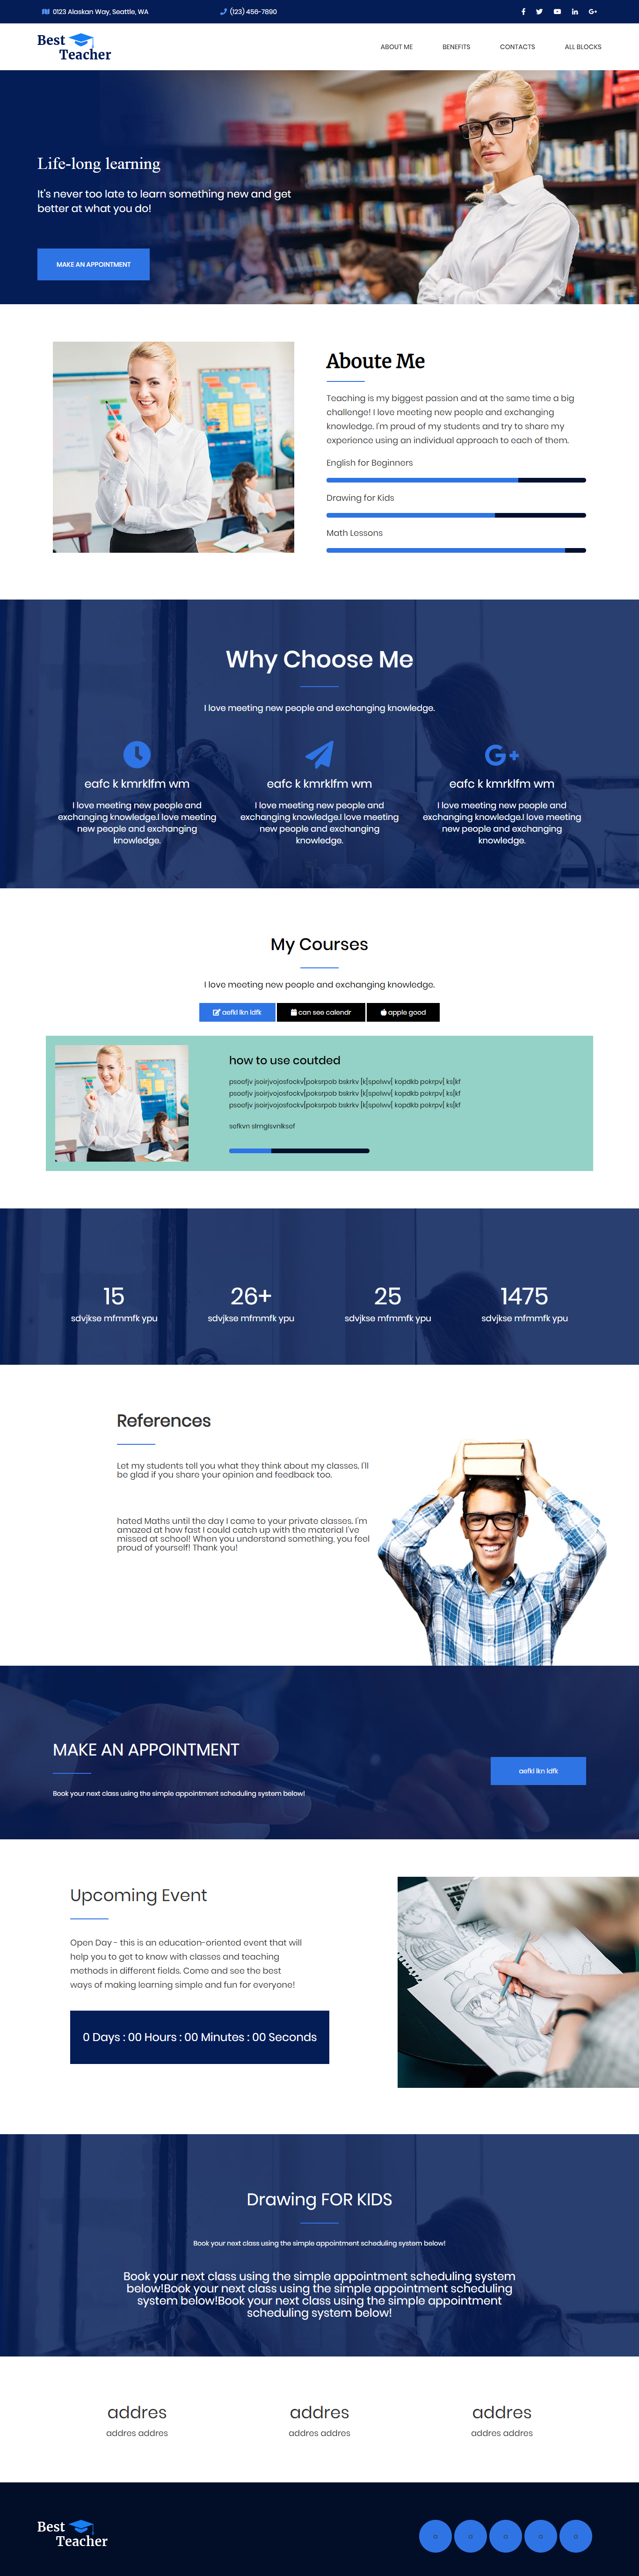 0123 Alaskan Way, Seattle, WA
(123) 456-7890
Best
Teacher
ABOUT ME
BENEFITS
CONTACTS
ALL BLOCKS
Life-long learning
It's never too late to learn something new and get
better at what you do!
MAKE AN APPOINTMENT
Aboute Me
Teaching is my biggest passion and at the same time a big
challenge! I love meeting new people and exchanging
knowledge. I'm proud of my students and try to share my
experience using an individual approach to each of them.
English for Beginners
Drawing for Kids
Math Lessons
Why Choose Me
I love meeting new people and exchanging knowledge.
eafc k kmrklfm wm
I love meeting new people and
exchanging knowledge.I love meeting
new people and exchanging
knowledge.
eafc k kmrklfm wm
I love meeting new people and
exchanging knowledge.I love meeting
new people and exchanging
knowledge.
eafc k kmrklfm wm
I love meeting new people and
exchanging knowledge.I love meeting
new people and exchanging
knowledge.
My Courses
I love meeting new people and exchanging knowledge.
aefkl lkn ldfk
can see calendr
apple good
how to use coutded
psoofjv jsoirjvojosfockv[poksrpab bskrkv [k[spelwv[ kopdkb pokrpv[ ks[kf
psoofjv jsoirjvojosfockv[poksrpab bskrkv [k[spelwv[ kopdkb pokrpv[ ks[kf
psoofjv jsoirjvojosfockv[poksrpab bskrkv [k[spelwv[ kopdkb pokrpv[ ks[kf
sefkvn slrnglsvnlksef
15
sdvjkse mfmmfk ypu
26+
sdvjkse mfmmfk ypu
25
sdvjkse mfmmfk ypu
1475
sdvjkse mfmmfk ypu
References
Let my students tell you what they think about my classes. I'll
be glad if you share your opinion and feedback too.
hated Maths until the day I came to your private classes. I'm
amazed at how fast I could catch up with the material I've
missed at school! When you understand something, you feel
proud of yourself! Thank you!
MAKE AN APPOINTMENT
Book your next class using the simple appointment scheduling system below!
aefkl lkn ldfk
Upcoming Event
Open Day - this is an education-oriented event that will
help you to get to know with classes and teaching
methods in different fields. Come and see the best
ways of making learning simple and fun for everyone!
0 Days : 00 Hours : 00 Minutes : 00 Seconds
Drawing FOR KIDS
Book your next class using the simple appointment scheduling system below!
Book your next class using the simple appointment scheduling system
below!Book your next class using the simple appointment scheduling
system below!Book your next class using the simple appointment
scheduling system below!
addres
addres addres
addres
addres addres
addres
addres addres
Best
Teacher
a
a
a
a
a